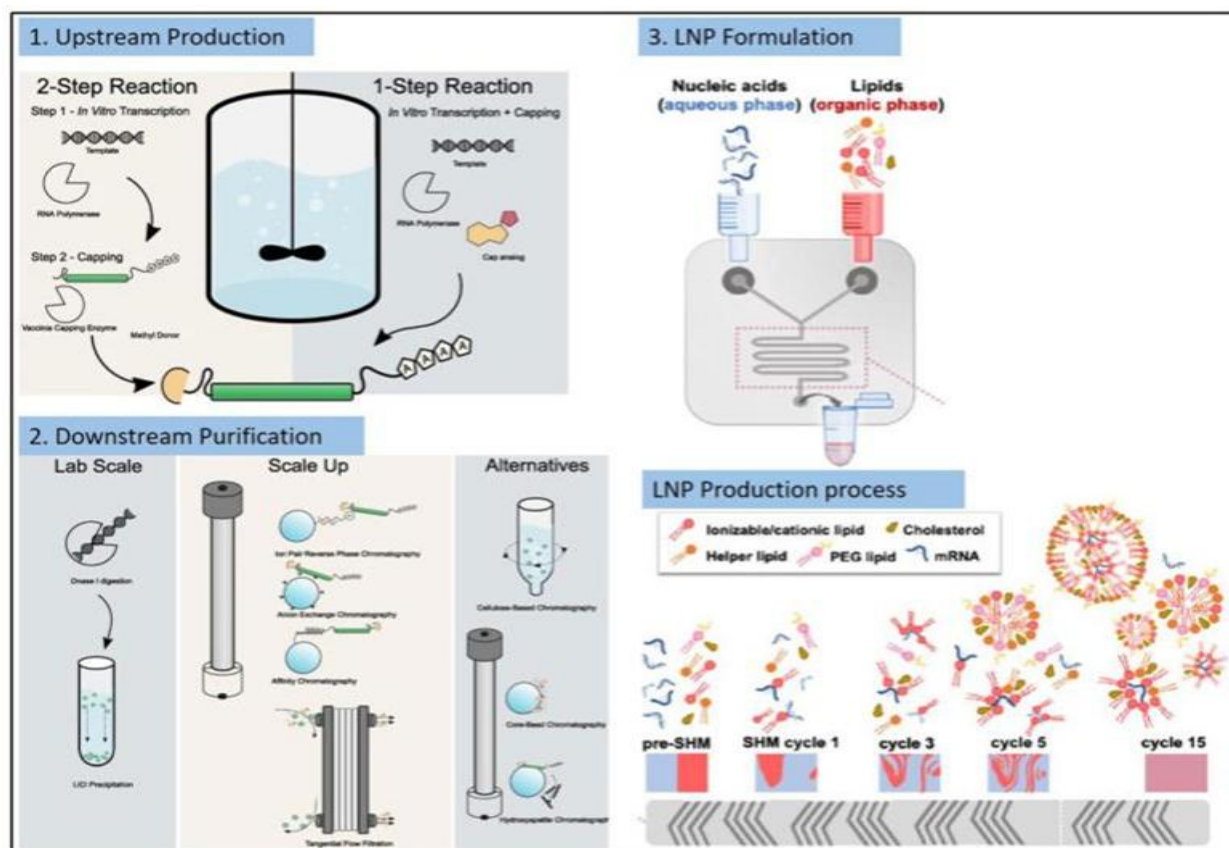 1. Upstream Production
2-Step Reaction
Step 1 - In Vitro Transcription
Template
RNA Polymerase
Step 2 - Capping
Vaccinia Capping Enzyme
Methyl Donor
1-Step Reaction
In Vitro Transcription + Capping
Template
RNA Polymerase
Cap analog
A A A A
2. Downstream Purification
Lab Scale
Dnase I digestion
LiCl Precipitation
Scale Up
Ion Pair Reverse Phase Chromatography
Anion Exchange Chromatography
Affinity Chromatography
Tangential Flow Filtration
Alternatives
Cellulose-Based Chromatography
Core-Based Chromatography
Hydroxyapatite Chromatograph
3. LNP Formulation
Nucleic acids
(aqueous phase)
Lipids
(organic phase)
LNP Production process
Ionizable/cationic lipid
Cholesterol
Helper lipid
PEG lipid
mRNA
pre-SHM
SHM cycle 1
cycle 3
cycle 5
cycle 15